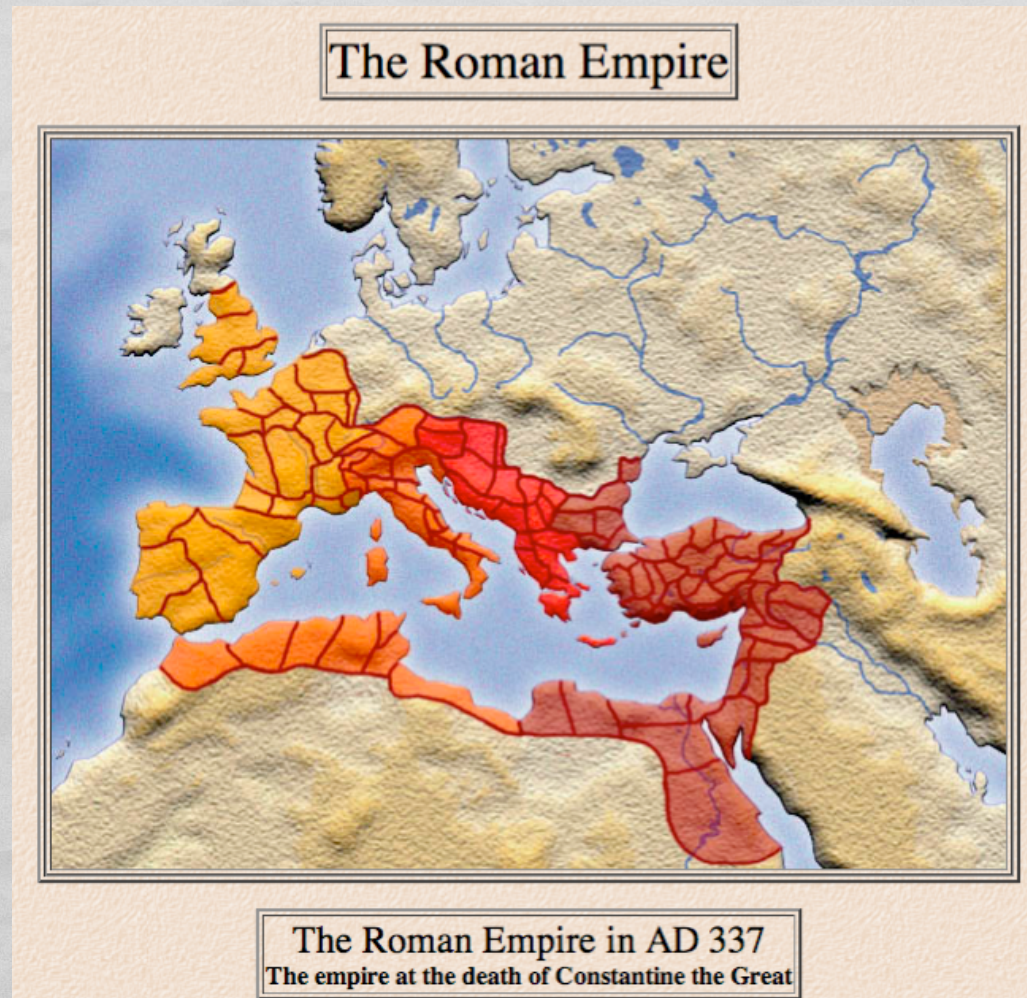 The Roman Empire
The Roman Empire in AD 337
The empire at the death of Constantine the Great